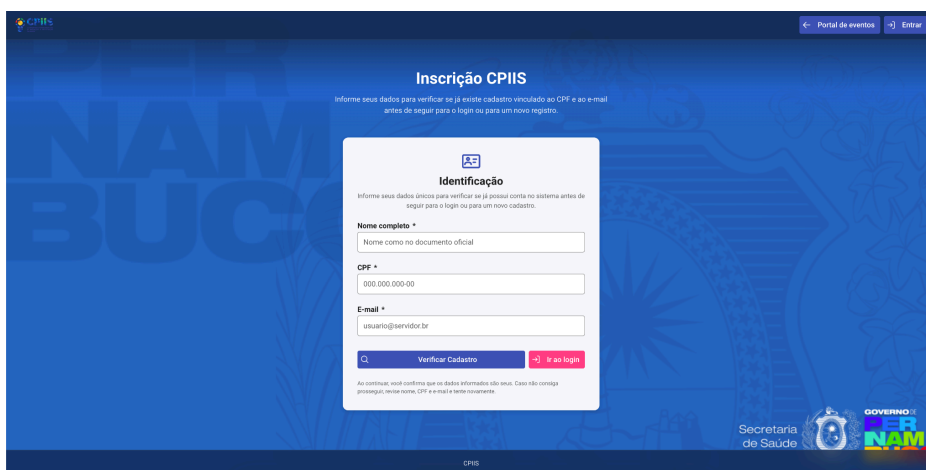 CPIIS
Portal de eventos
Entrar
PER
NAM
BUCO
Inscrição CPIIS
Informe seus dados para verificar se já existe cadastro vinculado ao CPF e ao e-mail
antes de seguir para o login ou para um novo registro.
Identificação
Informe seus dados únicos para verificar se já possui conta no sistema antes de
seguir para o login ou para um novo cadastro.
Nome completo *
Nome como no documento oficial
CPF *
000.000.000-00
E-mail *
usuario@servidor.br
Verificar Cadastro
Ir ao login
Ao continuar, você confirma que os dados informados são seus. Caso não consiga
prosseguir, revise nome, CPF e e-mail e tente novamente.
Secretaria
de Saúde
GOVERNO DE
PER
NAM
BUCO
CPIIS